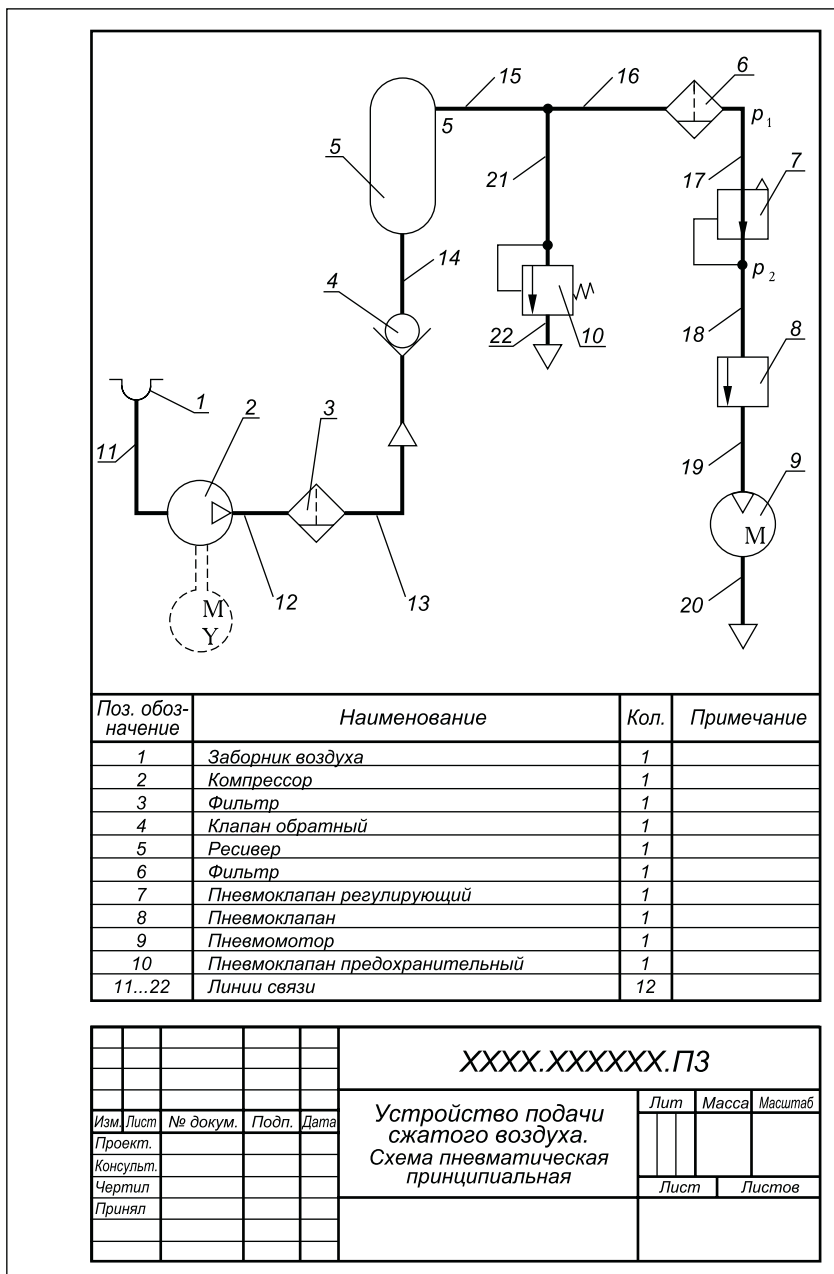 15
16
6
5
p1
5
21
17
7
14
p2
4
18
22
10
8
1
2
3
11
19
9
M
12
13
20
M
Y
Поз. обоз-
начение
Наименование
Кол.
Примечание
1 Заборник воздуха 1
2 Компрессор 1
3 Фильтр 1
4 Клапан обратный 1
5 Ресивер 1
6 Фильтр 1
7 Пневмоклапан регулирующий 1
8 Пневмоклапан 1
9 Пневмомотор 1
10 Пневмоклапан предохранительный 1
11...22 Линии связи 12
ХХХХ.ХХХХХХ.П3
Изм. Лист № докум. Подп. Дата
Проект.
Консульт.
Чертил
Принял
Устройство подачи
сжатого воздуха.
Схема пневматическая
принципиальная
Лит Масса Масштаб
Лист Листов